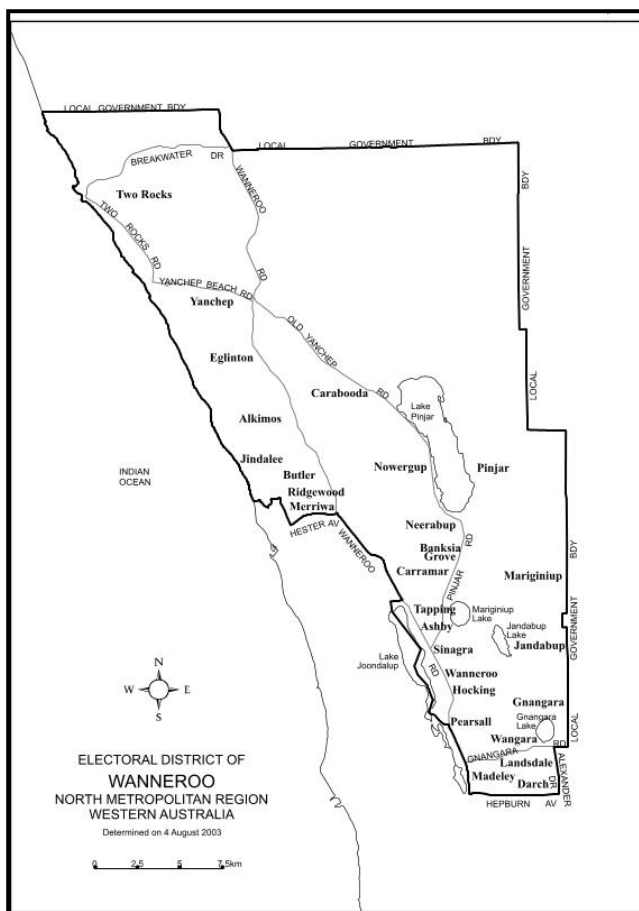 LOCAL GOVERNMENT BDY
LOCAL GOVERNMENT BDY
BREAKWATER DR
WANNEROO RD
BDY
GOVERNMENT
LOCAL
Two Rocks
TWO ROCKS RD
YANCHEP BEACH RD
Yanchep
OLD YANCHEP RD
Eglinton
Carabooda
Lake
Pinjar
Alkimos
Jindalee
Nowergup
Pinjar
INDIAN
OCEAN
Butler
Ridgewood
Merriwa
HESTER AV
WANNEROO RD
Neerabup
Banksia
Grove
PINJAR RD
Carramar
Mariginiup
BDY
GOVERNMENT
LOCAL
Tapping
Mariginiup
Lake
Ashby
Jandabup
Lake
Sinagra
Jandabup
Lake
Joondalup
Wanneroo
Hocking
Gnangara
Pearsall
Gnangara
Lake
Wangara
GNANGARA RD
Landsdale
Madeley
Darch
ALEXANDER DR
HEPBURN AV
N
W E
S
ELECTORAL DISTRICT OF
WANNEROO
NORTH METROPOLITAN REGION
WESTERN AUSTRALIA
Determined on 4 August 2003
0 2.5 5 7.5km